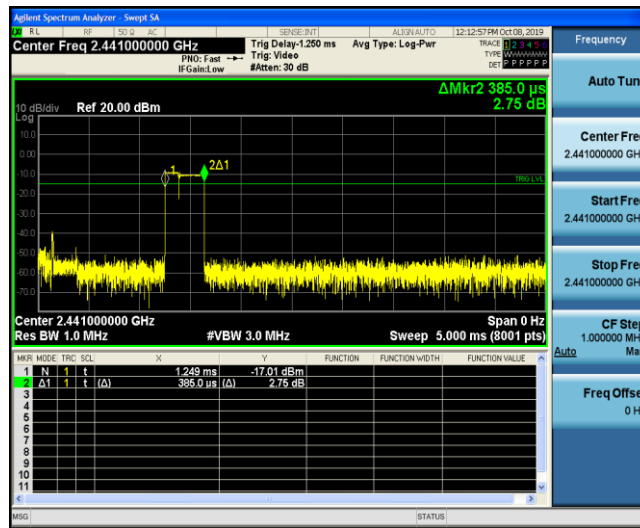 Agilent Spectrum Analyzer - Swept SA
RL RF 50 Ω AC SENSE:INT ALIGN AUTO 12:12:57 PM Oct 08, 2019
Center Freq 2.441000000 GHz
PNO: Fast
IFGain:Low
Trig Delay-1.250 ms
Trig: Video
#Atten: 30 dB
Avg Type: Log-Pwr
TRACE 1 2 3 4 5 6
TYPE
DET P P P P P P
Frequency
ΔMkr2 385.0 µs
2.75 dB
10 dB/div Ref 20.00 dBm
Log
10.0
0.00
-10.0
-20.0
-30.0
-40.0
-50.0
-60.0
-70.0
1
2Δ1
TRIG LVL
Center 2.441000000 GHz Span 0 Hz
Res BW 1.0 MHz #VBW 3.0 MHz Sweep 5.000 ms (8001 pts)
MKR MODE TRC SCL X Y FUNCTION FUNCTION WIDTH FUNCTION VALUE
1 N 1 t 1.249 ms -17.01 dBm
2 Δ1 1 t (Δ) 385.0 µs (Δ) 2.75 dB
3
4
5
6
7
8
9
10
11
MSG STATUS
Auto Tun
Center Fre
2.441000000 GH
Start Fre
2.441000000 GH
Stop Fre
2.441000000 GH
CF Step
1.000000 MH
Auto Ma
Freq Offse
0 H